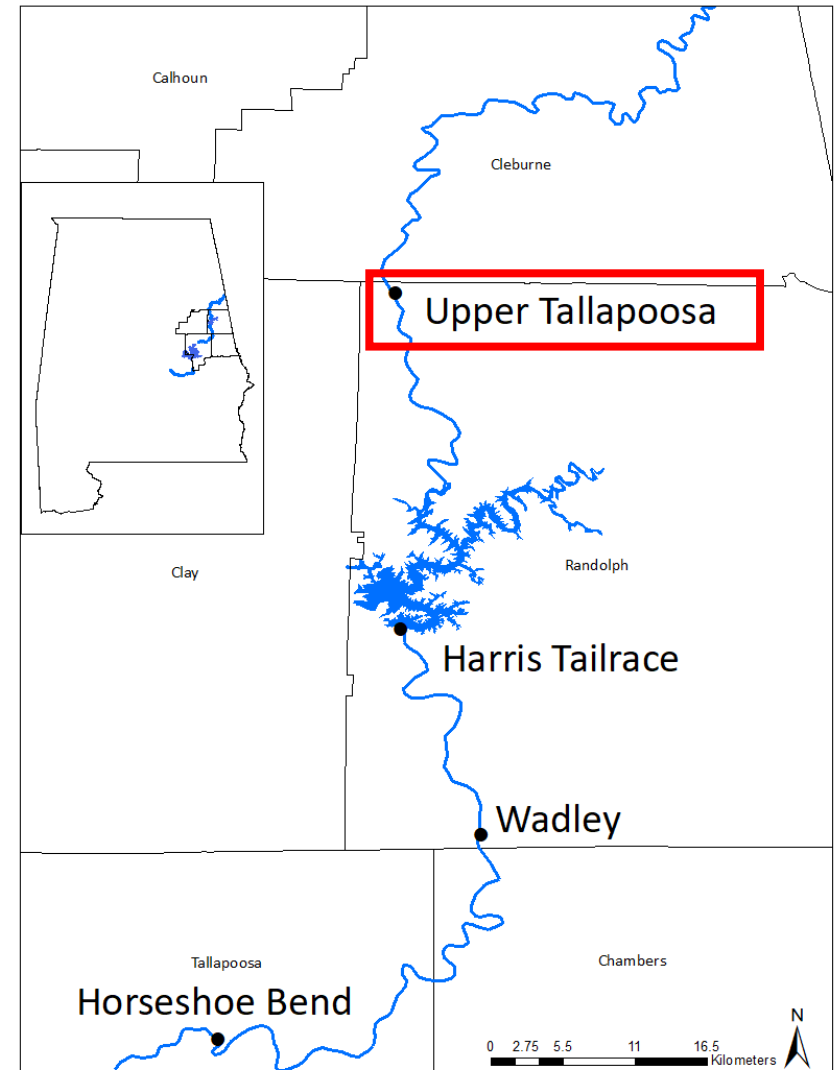 Calhoun
Cleburne
Upper Tallapoosa
Randolph
Clay
Harris Tailrace
Wadley
Tallapoosa
Chambers
Horseshoe Bend
N
0 2.75 5.5 11 16.5
Kilometers